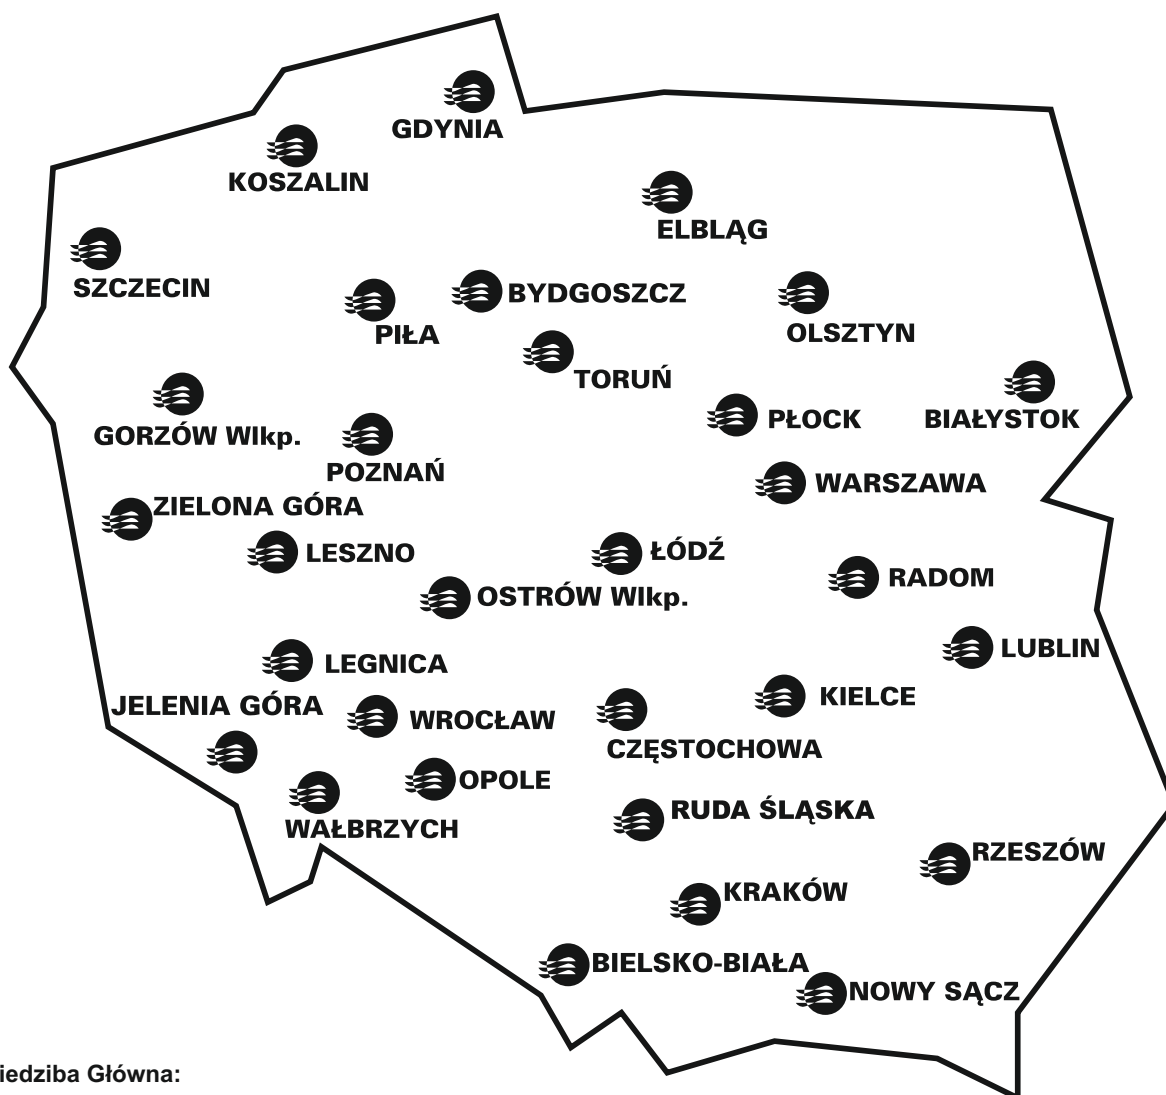 GDYNIA
KOSZALIN
ELBLĄG
SZCZECIN
BYDGOSZCZ
PIŁA
OLSZTYN
TORUŃ
PŁOCK
BIAŁYSTOK
GORZÓW Wlkp.
POZNAŃ
WARSZAWA
ZIELONA GÓRA
LESZNO
ŁÓDŹ
RADOM
OSTRÓW Wlkp.
LUBLIN
LEGNICA
KIELCE
JELENIA GÓRA
WROCŁAW
CZĘSTOCHOWA
OPOLE
RUDA ŚLĄSKA
WAŁBRZYCH
RZESZÓW
KRAKÓW
BIELSKO-BIAŁA
NOWY SĄCZ
iedziba Główna: